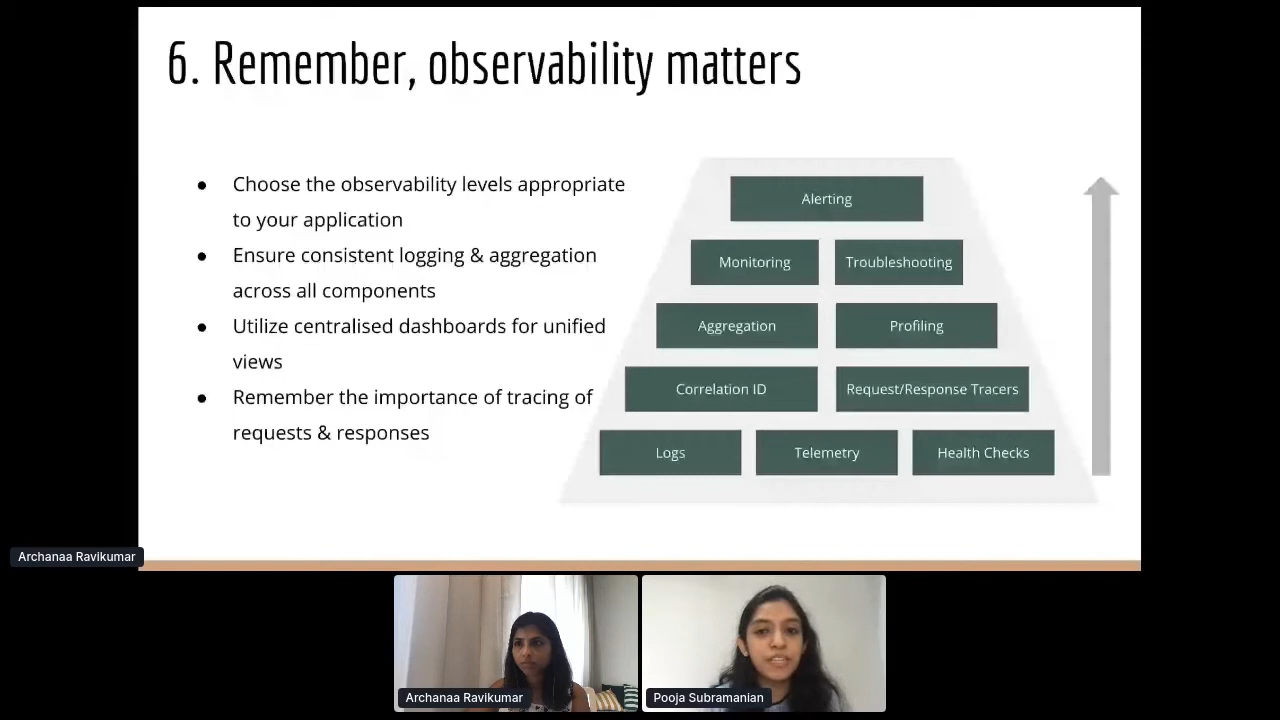 6. Remember, observability matters
● Choose the observability levels appropriate
to your application
● Ensure consistent logging & aggregation
across all components
● Utilize centralised dashboards for unified
views
● Remember the importance of tracing of
requests & responses
Alerting
Monitoring Troubleshooting
Aggregation Profiling
Correlation ID Request/Response Tracers
Logs Telemetry Health Checks
Archanaa Ravikumar
Archanaa Ravikumar
Pooja Subramanian